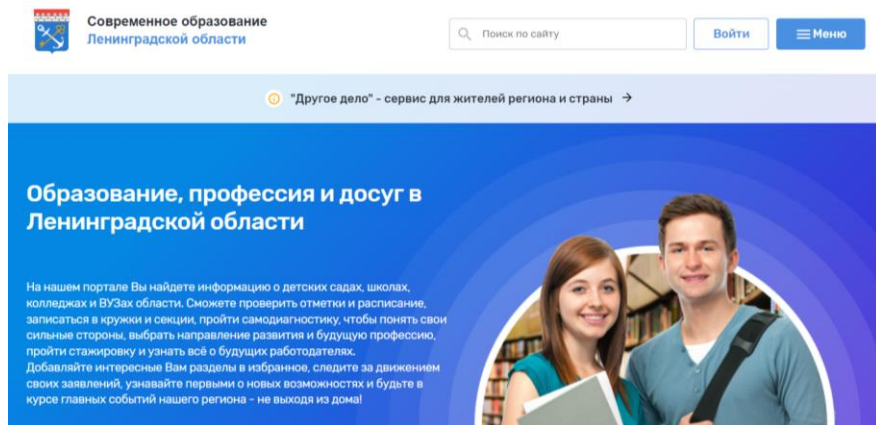 Современное образование
Ленинградской области
Поиск по сайту
Войти
Меню
"Другое дело" - сервис для жителей региона и страны →
Образование, профессия и досуг в
Ленинградской области
На нашем портале Вы найдете информацию о детских садах, школах,
колледжах и ВУЗах области. Сможете проверить отметки и расписание,
записаться в кружки и секции, пройти самодиагностику, чтобы понять свои
сильные стороны, выбрать направление развития и будущую профессию,
пройти стажировку и узнать всё о будущих работодателях.
Добавляйте интересные Вам разделы в избранное, следите за движением
своих заявлений, узнавайте первыми о новых возможностях и будьте в
курсе главных событий нашего региона - не выходя из дома!